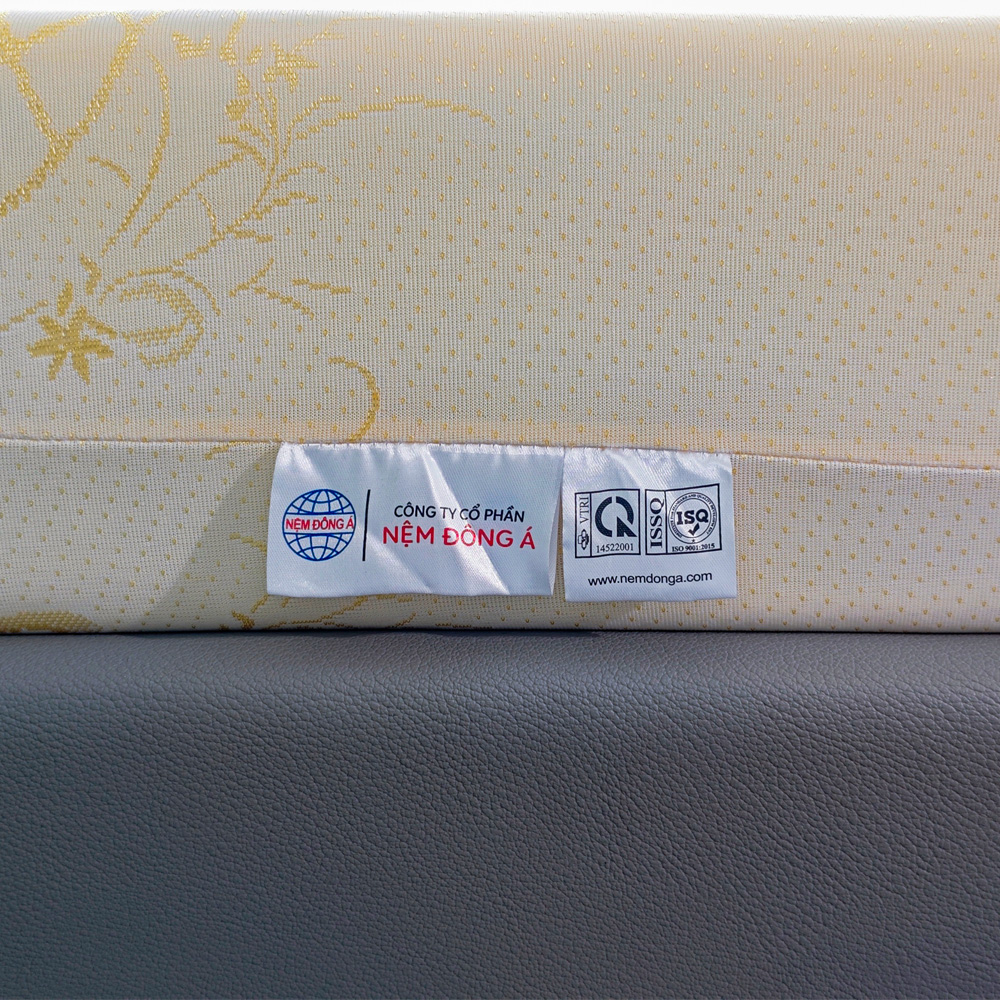 NỆM ĐÔNG Á
CÔNG TY CỔ PHẦN
NỆM ĐÔNG Á
VTRI
14522001
ISSQ
ISQ
ISO 9001:2015
www.nemdonga.com